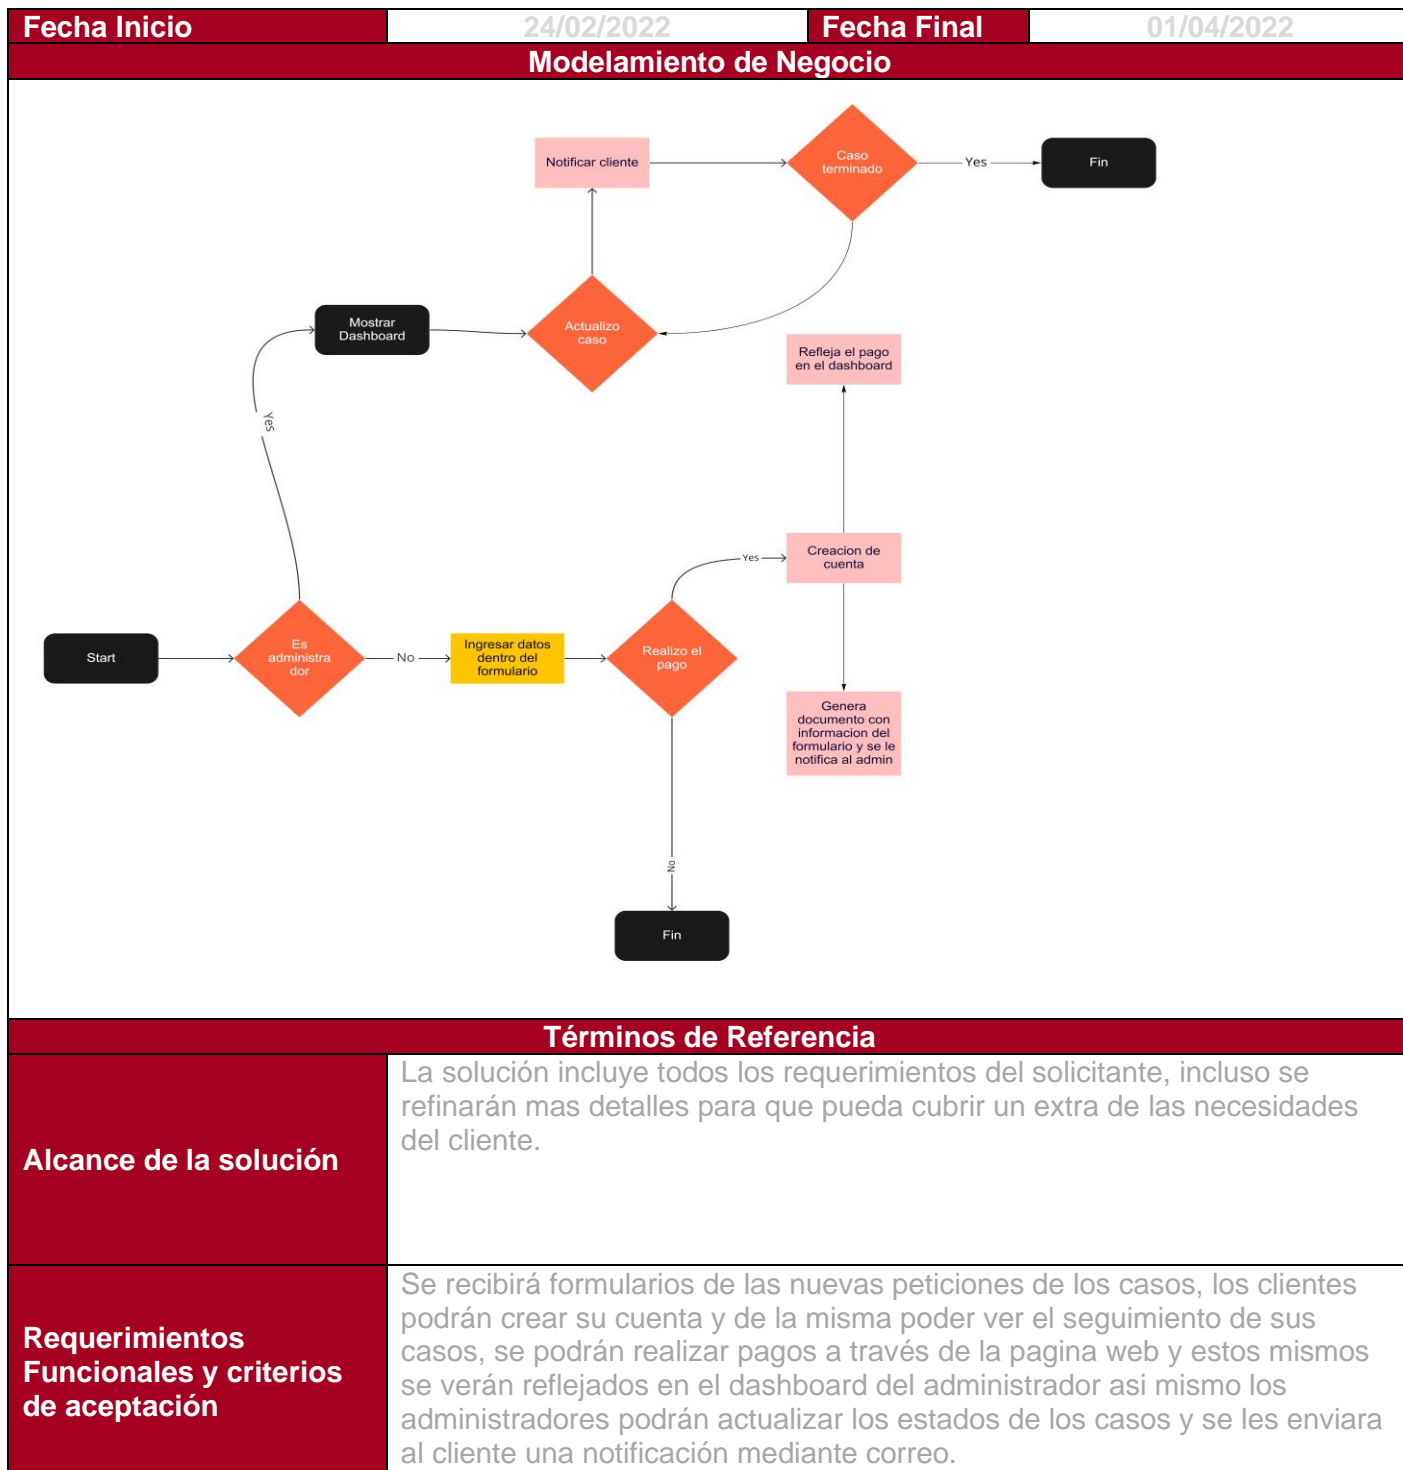 Fecha Inicio 24/02/2022 Fecha Final 01/04/2022
Modelamiento de Negocio
Notificar cliente
Caso
terminado
Yes
Fin
Mostrar
Dashboard
Actualizo
caso
Refleja el pago
en el dashboard
Yes
Yes
Creacion de
cuenta
Start
Es
administra
dor
No
Ingresar datos
dentro del
formulario
Realizo el
pago
Genera
documento con
informacion del
formulario y se le
notifica al admin
No
Fin
Términos de Referencia
Alcance de la solución
La solución incluye todos los requerimientos del solicitante, incluso se
refinarán mas detalles para que pueda cubrir un extra de las necesidades
del cliente.
Requerimientos
Funcionales y criterios
de aceptación
Se recibirá formularios de las nuevas peticiones de los casos, los clientes
podrán crear su cuenta y de la misma poder ver el seguimiento de sus
casos, se podrán realizar pagos a través de la pagina web y estos mismos
se verán reflejados en el dashboard del administrador asi mismo los
administradores podrán actualizar los estados de los casos y se les enviara
al cliente una notificación mediante correo.